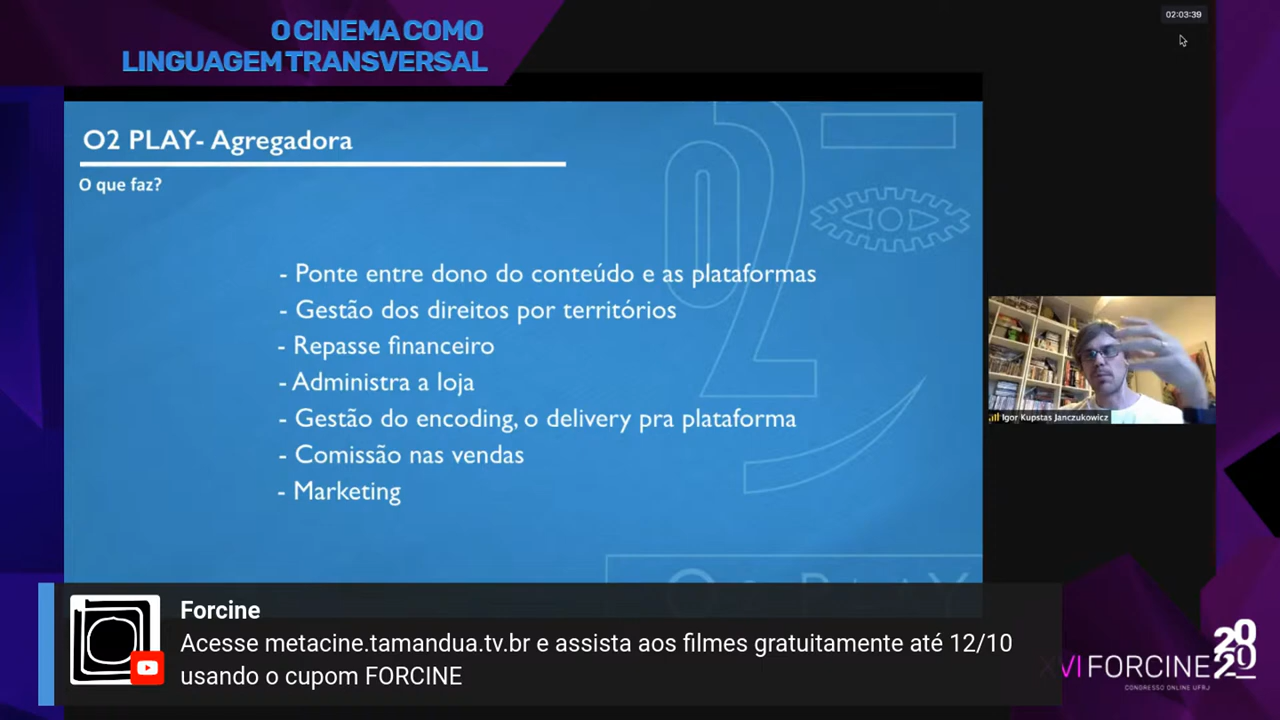 O CINEMA COMO
LINGUAGEM TRANSVERSAL
02:03:39
O2 PLAY- Agregadora
O que faz?
- Ponte entre dono do conteúdo e as plataformas
- Gestão dos direitos por territórios
- Repasse financeiro
- Administra a loja
- Gestão do encoding, o delivery pra plataforma
- Comissão nas vendas
- Marketing
Igor Kupstas Janczukowicz
O2 PLAY
Forcine
Acesse metacine.tamandua.tv.br e assista aos filmes gratuitamente até 12/10
usando o cupom FORCINE
XVI FORCINE 2020
CONGRESSO ONLINE UFRJ